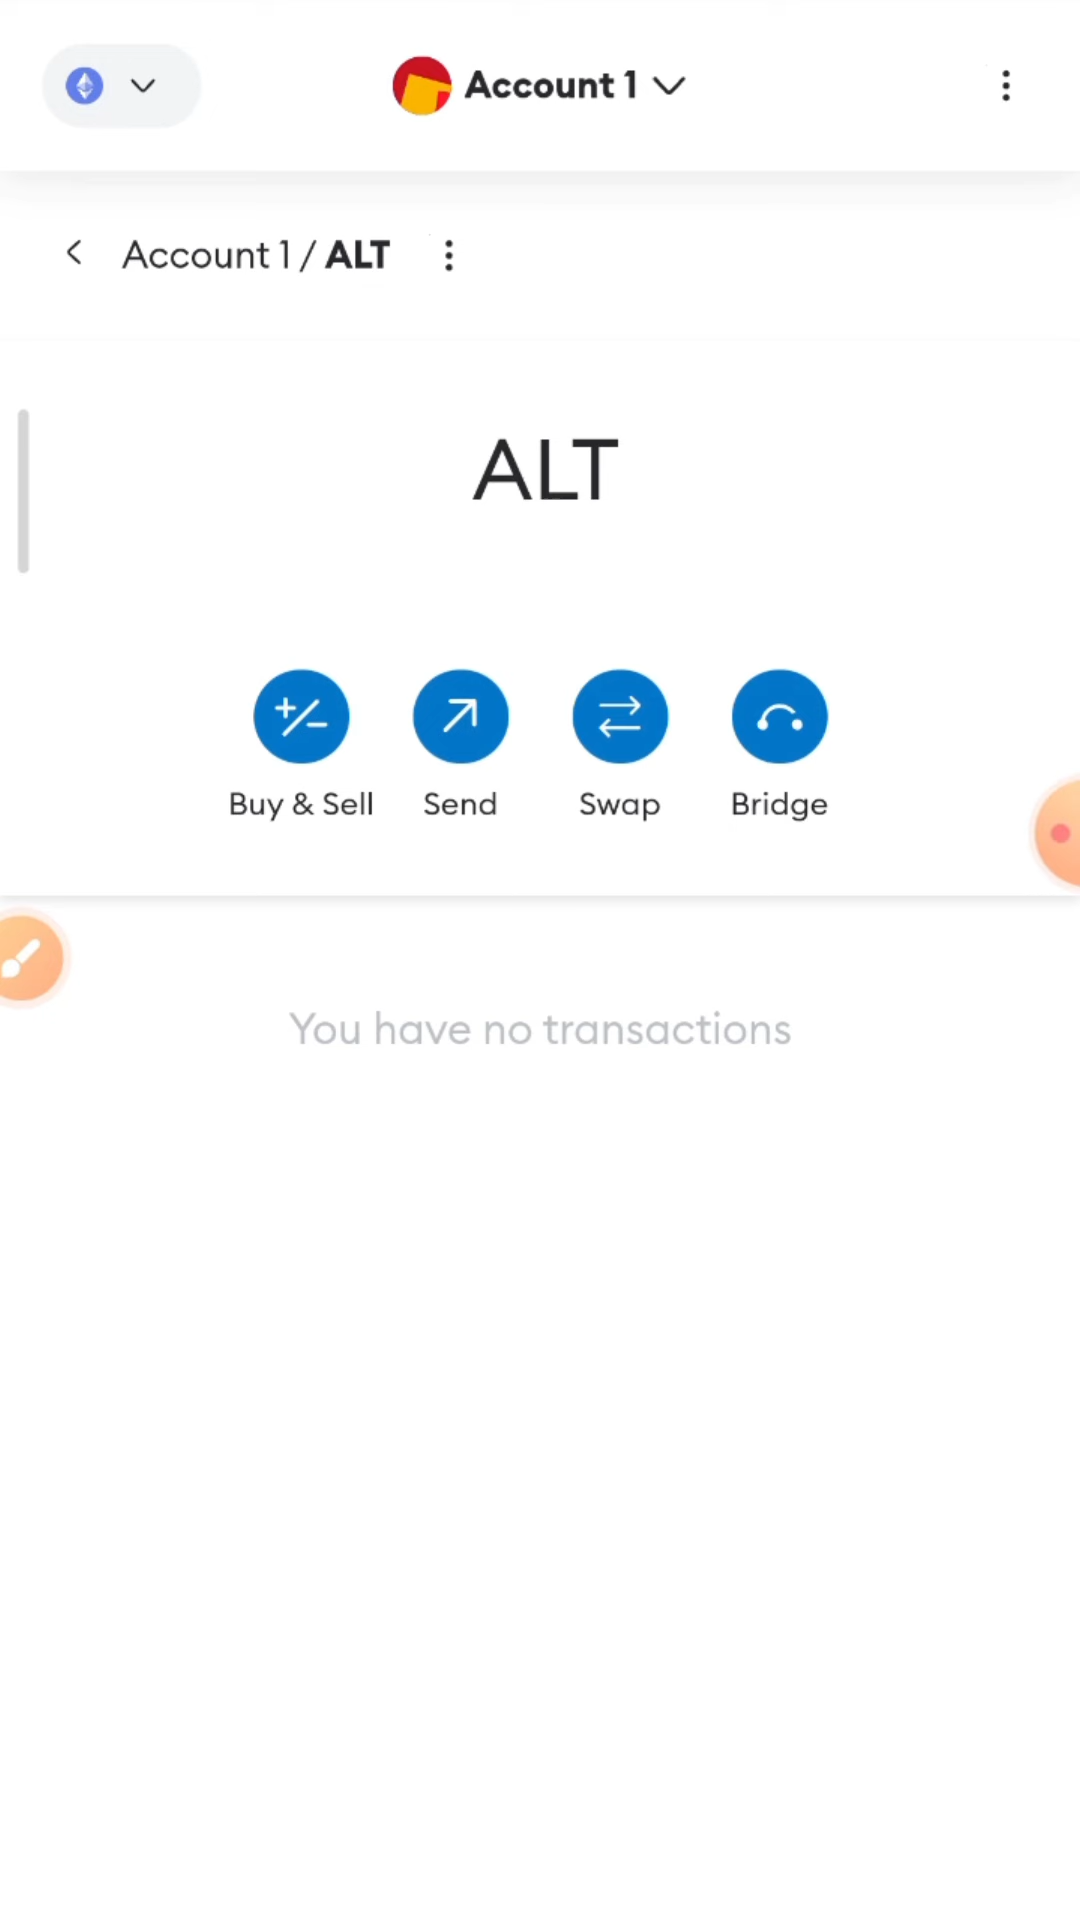 Account 1
Account 1 / ALT
ALT
Buy & Sell
Send
Swap
Bridge
You have no transactions